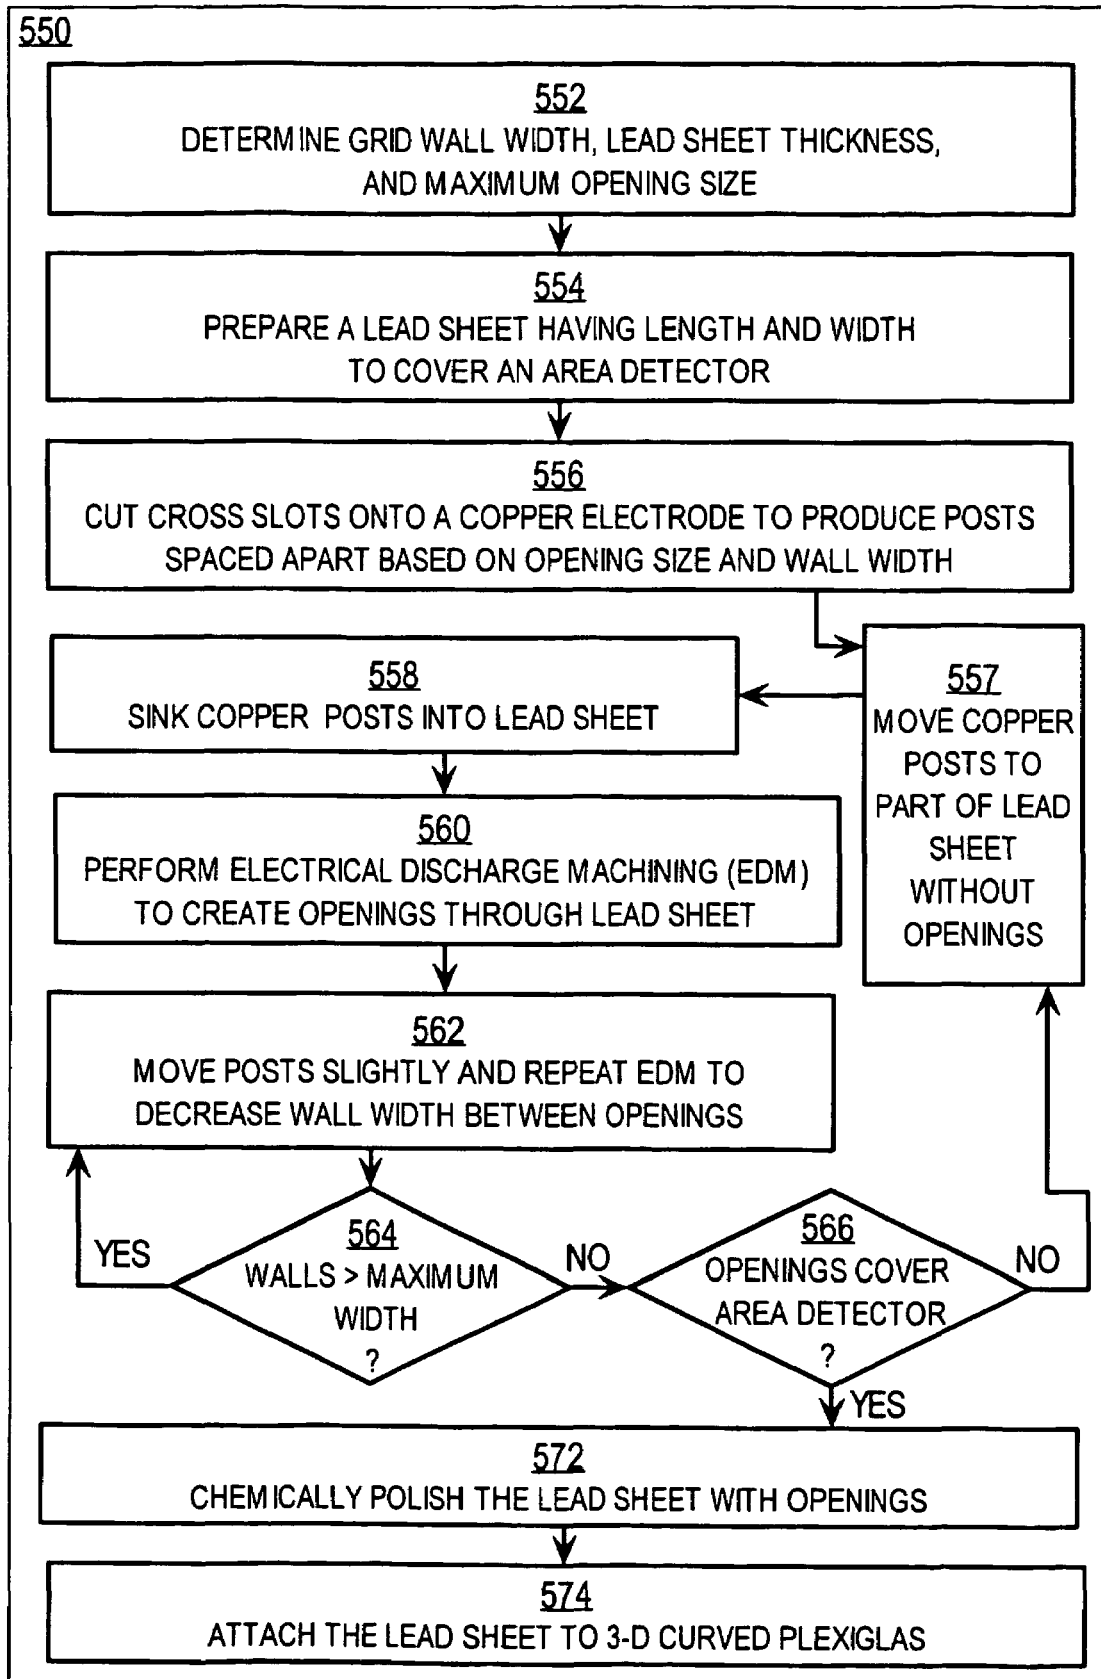 550
552
DETERMINE GRID WALL WIDTH, LEAD SHEET THICKNESS,
AND MAXIMUM OPENING SIZE
554
PREPARE A LEAD SHEET HAVING LENGTH AND WIDTH
TO COVER AN AREA DETECTOR
556
CUT CROSS SLOTS ONTO A COPPER ELECTRODE TO PRODUCE POSTS
SPACED APART BASED ON OPENING SIZE AND WALL WIDTH
557
MOVE COPPER
POSTS TO
PART OF LEAD
SHEET
WITHOUT
OPENINGS
558
SINK COPPER POSTS INTO LEAD SHEET
560
PERFORM ELECTRICAL DISCHARGE MACHINING (EDM)
TO CREATE OPENINGS THROUGH LEAD SHEET
562
MOVE POSTS SLIGHTLY AND REPEAT EDM TO
DECREASE WALL WIDTH BETWEEN OPENINGS
YES
564
WALLS > MAXIMUM
WIDTH
?
NO
566
OPENINGS COVER
AREA DETECTOR
?
NO
YES
572
CHEMICALLY POLISH THE LEAD SHEET WITH OPENINGS
574
ATTACH THE LEAD SHEET TO 3-D CURVED PLEXIGLAS